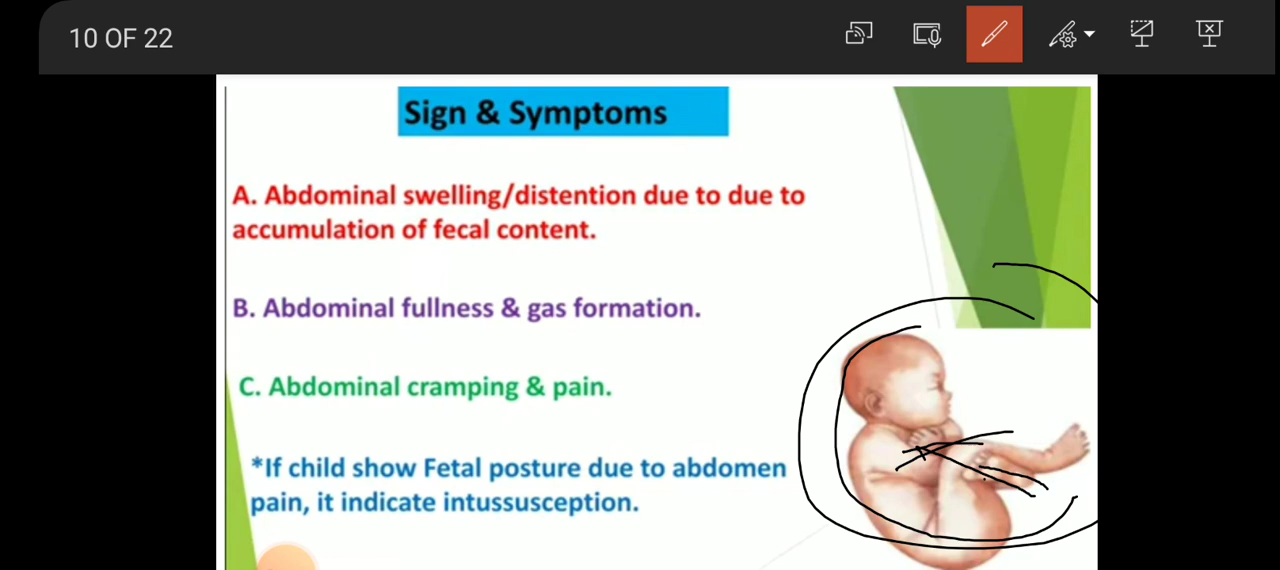 10 OF 22
Sign & Symptoms
A. Abdominal swelling/distention due to due to
accumulation of fecal content.
B. Abdominal fullness & gas formation.
C. Abdominal cramping & pain.
*If child show Fetal posture due to abdomen
pain, it indicate intussusception.